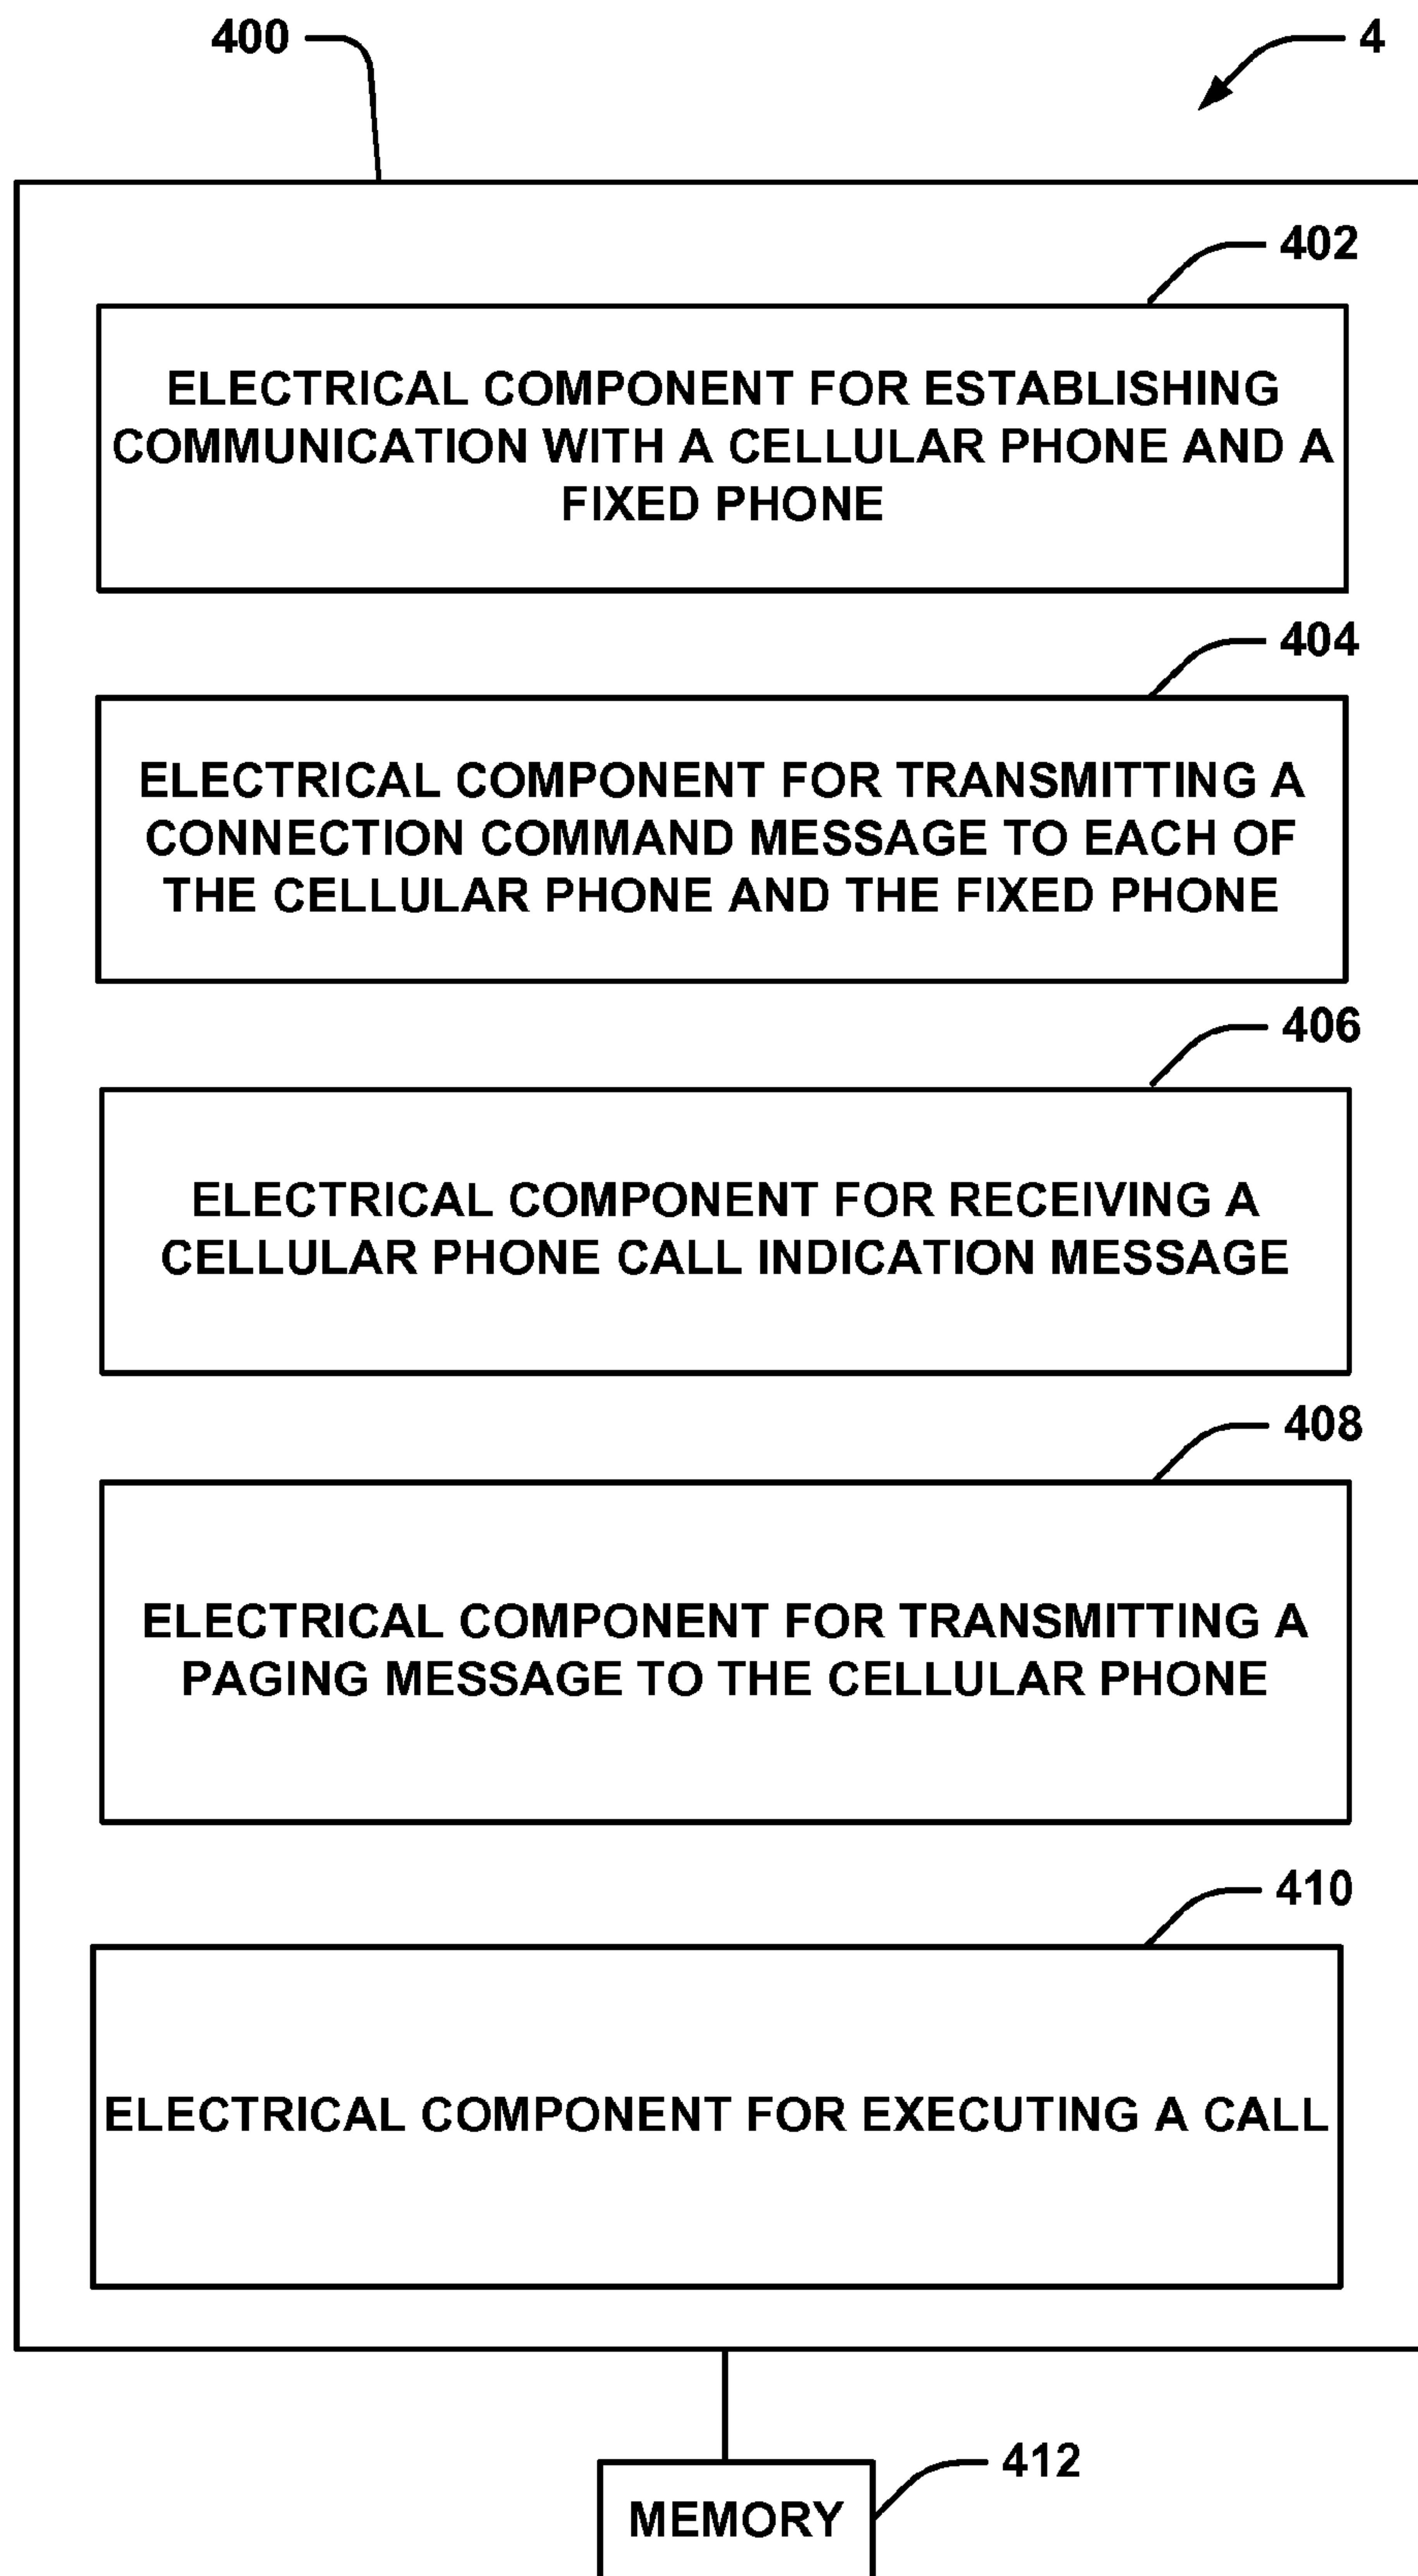 400
4
402
ELECTRICAL COMPONENT FOR ESTABLISHING
COMMUNICATION WITH A CELLULAR PHONE AND A
FIXED PHONE
404
ELECTRICAL COMPONENT FOR TRANSMITTING A
CONNECTION COMMAND MESSAGE TO EACH OF
THE CELLULAR PHONE AND THE FIXED PHONE
406
ELECTRICAL COMPONENT FOR RECEIVING A
CELLULAR PHONE CALL INDICATION MESSAGE
408
ELECTRICAL COMPONENT FOR TRANSMITTING A
PAGING MESSAGE TO THE CELLULAR PHONE
410
ELECTRICAL COMPONENT FOR EXECUTING A CALL
412
MEMORY